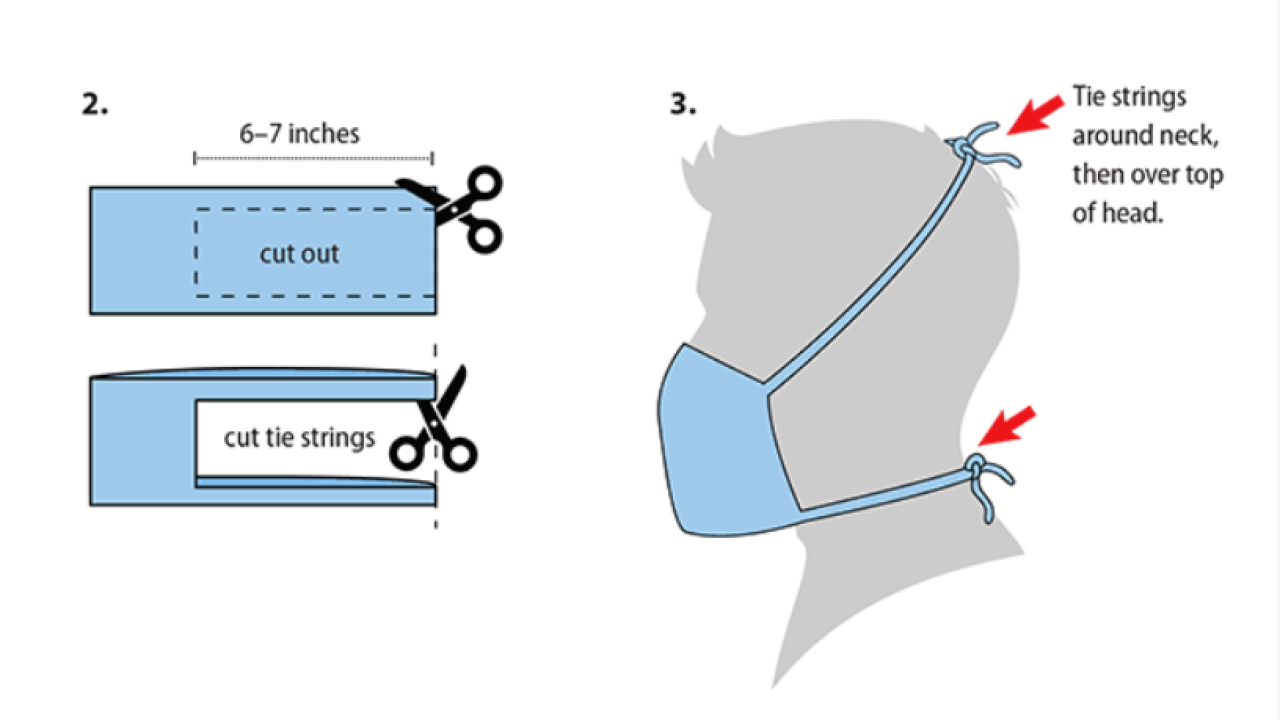 2.
6–7 inches
cut out
cut tie strings
3.
Tie strings
around neck,
then over top
of head.